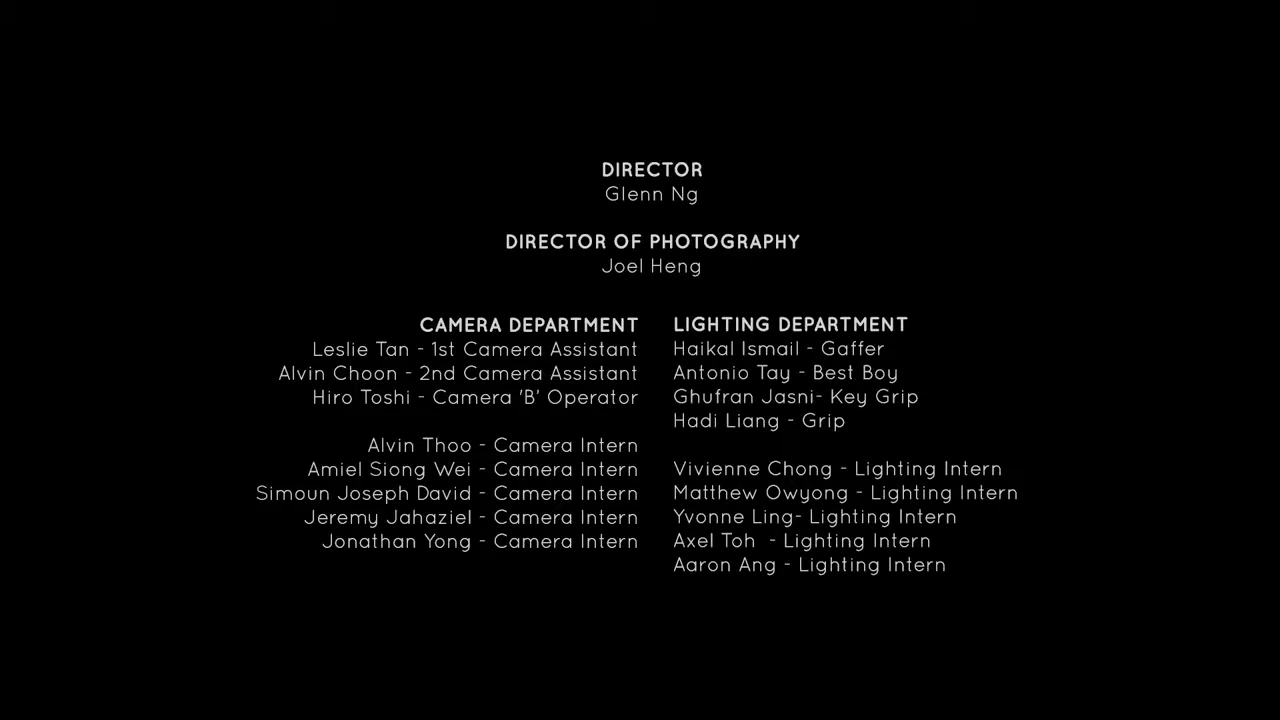 DIRECTOR
Glenn Ng
DIRECTOR OF PHOTOGRAPHY
Joel Heng
CAMERA DEPARTMENT
Leslie Tan - 1st Camera Assistant
Alvin Choon - 2nd Camera Assistant
Hiro Toshi - Camera 'B' Operator
Alvin Thoo - Camera Intern
Amiel Siong Wei - Camera Intern
Simoun Joseph David - Camera Intern
Jeremy Jahaziel - Camera Intern
Jonathan Yong - Camera Intern
LIGHTING DEPARTMENT
Haikal Ismail - Gaffer
Antonio Tay - Best Boy
Ghufran Jasni- Key Grip
Hadi Liang - Grip
Vivienne Chong - Lighting Intern
Matthew Owyong - Lighting Intern
Yvonne Ling- Lighting Intern
Axel Toh  - Lighting Intern
Aaron Ang - Lighting Intern